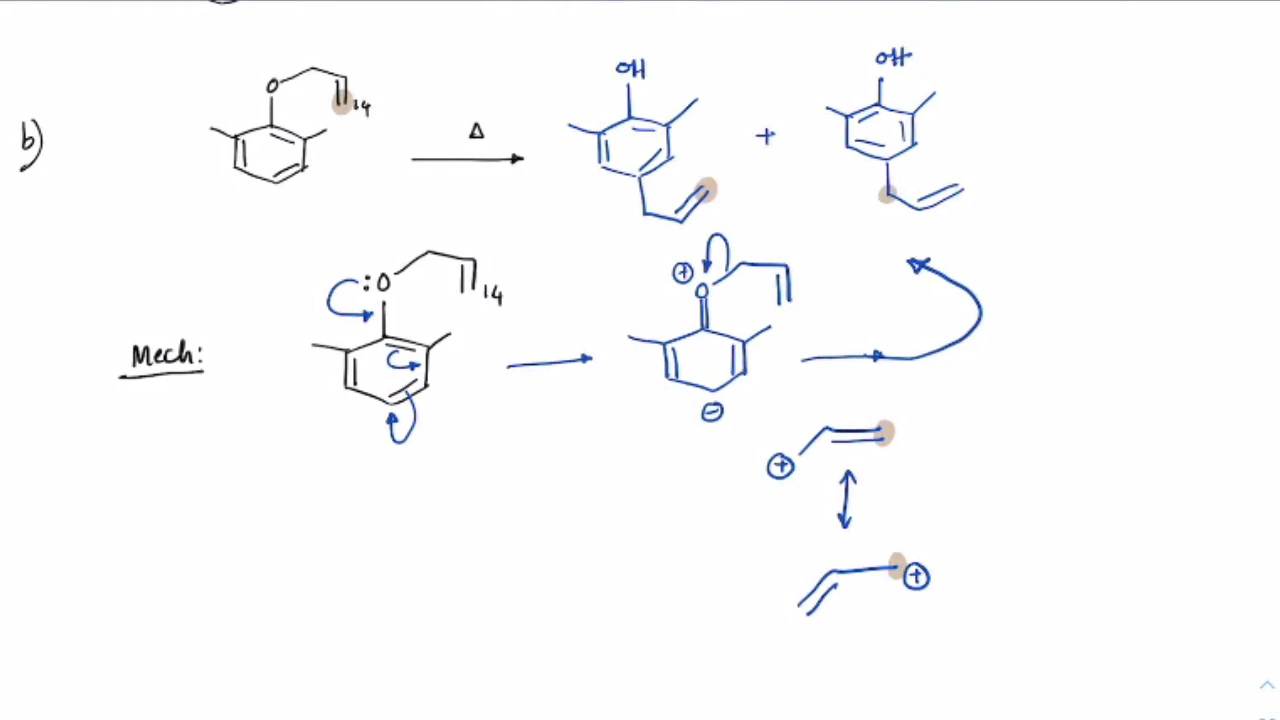 OH
OH
O
14
b)
Δ
+
:O
14
⊕
O
Mech:
⊖
⊕
⊕